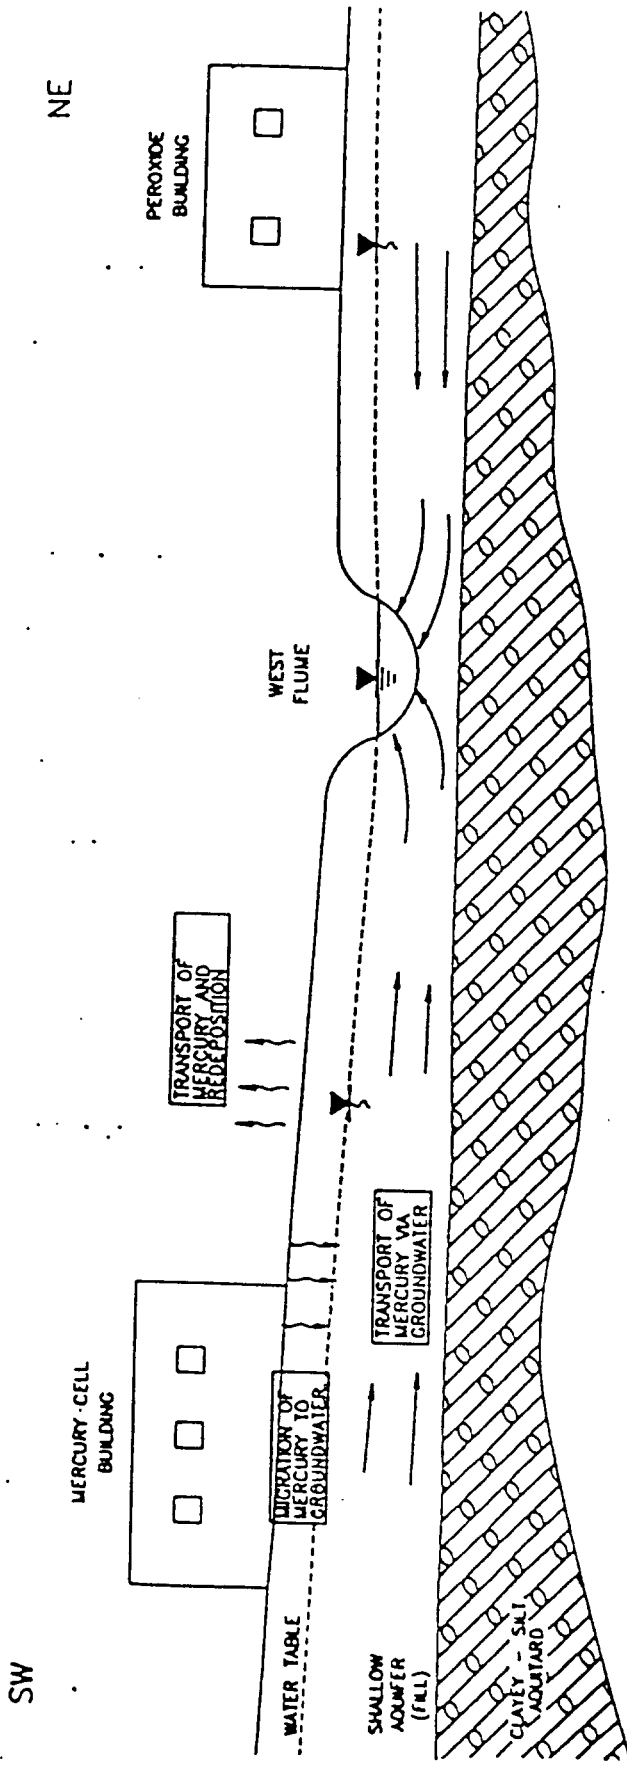 SW
NE
MERCURY-CELL
BUILDING
TRANSPORT OF
MERCURY AND
REDEPOSITION
WEST
FLUME
PEROXIDE
BUILDING
WATER TABLE
MIGRATION OF
MERCURY TO
GROUNDWATER
SHALLOW
AQUIFER
(FILL)
TRANSPORT OF
MERCURY VIA
GROUNDWATER
CLAYEY - SILT
AQUITARD